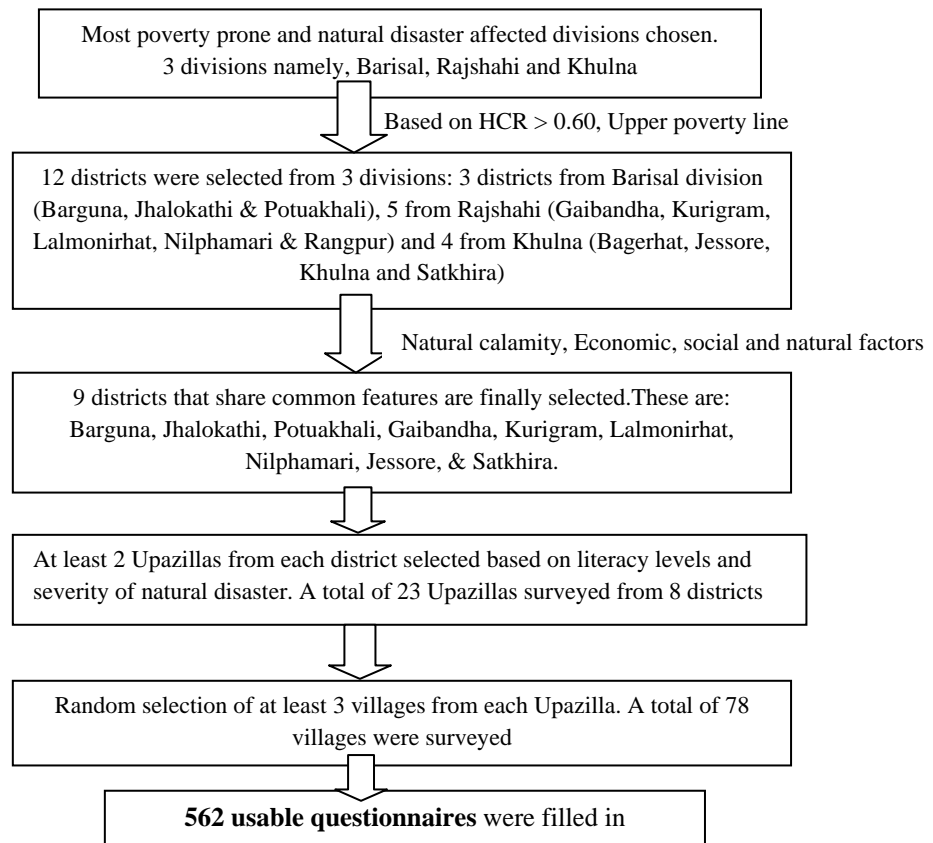 Most poverty prone and natural disaster affected divisions chosen.
3 divisions namely, Barisal, Rajshahi and Khulna
Based on HCR > 0.60, Upper poverty line
12 districts were selected from 3 divisions: 3 districts from Barisal division
(Barguna, Jhalokathi & Potuakhali), 5 from Rajshahi (Gaibandha, Kurigram,
Lalmonirhat, Nilphamari & Rangpur) and 4 from Khulna (Bagerhat, Jessore,
Khulna and Satkhira)
Natural calamity, Economic, social and natural factors
9 districts that share common features are finally selected.These are:
Barguna, Jhalokathi, Potuakhali, Gaibandha, Kurigram, Lalmonirhat,
Nilphamari, Jessore, & Satkhira.
At least 2 Upazillas from each district selected based on literacy levels and
severity of natural disaster. A total of 23 Upazillas surveyed from 8 districts
Random selection of at least 3 villages from each Upazilla. A total of 78
villages were surveyed
562 usable questionnaires were filled in